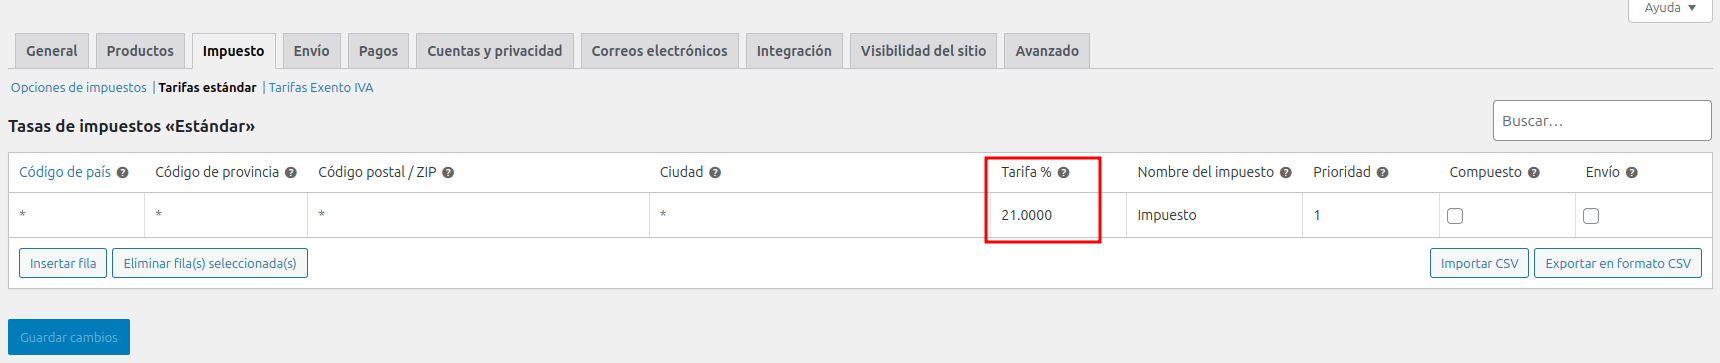 Ayuda
General Productos Impuesto Envío Pagos Cuentas y privacidad Correos electrónicos Integración Visibilidad del sitio Avanzado
Opciones de impuestos | Tarifas estándar | Tarifas Exento IVA
Tasas de impuestos «Estándar»
Buscar…
Código de país Código de provincia Código postal / ZIP Ciudad Tarifa % Nombre del impuesto Prioridad Compuesto Envío
* * * * 21.0000 Impuesto 1
Insertar fila Eliminar fila(s) seleccionada(s) Importar CSV Exportar en formato CSV
Guardar cambios